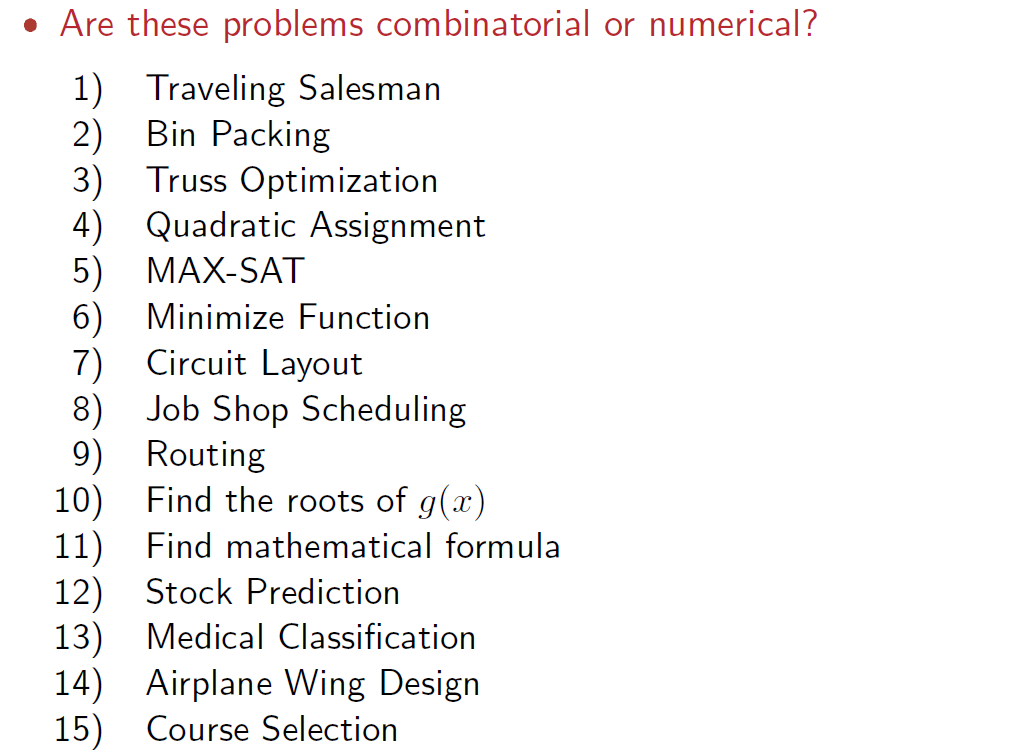 • Are these problems combinatorial or numerical?
1) Traveling Salesman
2) Bin Packing
3) Truss Optimization
4) Quadratic Assignment
5) MAX-SAT
6) Minimize Function
7) Circuit Layout
8) Job Shop Scheduling
9) Routing
10) Find the roots of g(x)
11) Find mathematical formula
12) Stock Prediction
13) Medical Classification
14) Airplane Wing Design
15) Course Selection